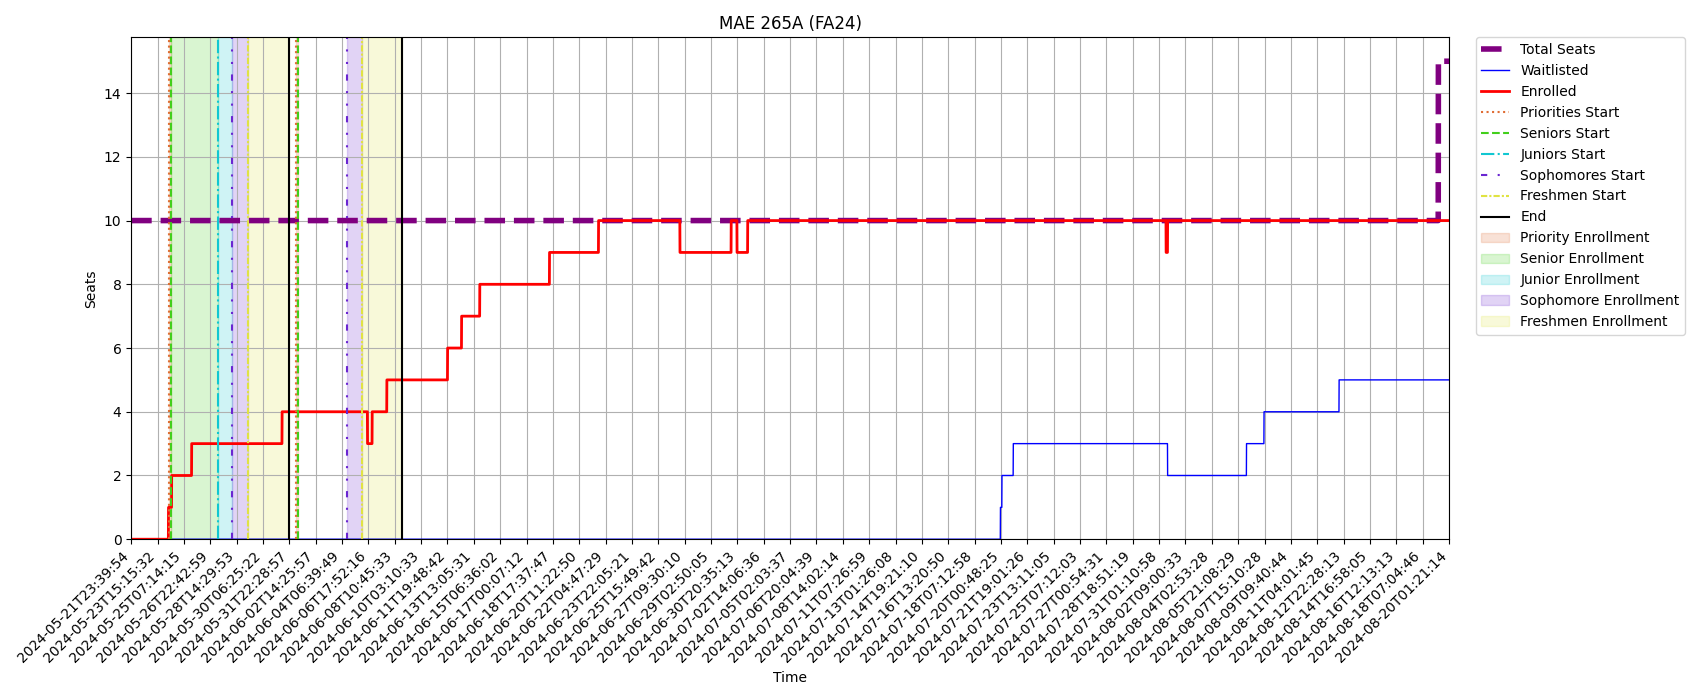 MAE 265A (FA24)
Seats
14
12
10
8
6
4
2
0
2024-05-21T23:39:54
2024-05-23T15:15:32
2024-05-25T07:14:15
2024-05-26T22:42:59
2024-05-28T14:29:53
2024-05-30T06:25:22
2024-05-31T22:28:57
2024-06-02T14:25:57
2024-06-04T06:39:49
2024-06-06T17:52:16
2024-06-08T10:45:33
2024-06-10T03:10:33
2024-06-11T19:48:42
2024-06-13T13:05:31
2024-06-15T06:36:02
2024-06-17T00:07:12
2024-06-18T17:37:47
2024-06-20T11:22:50
2024-06-22T04:47:29
2024-06-23T22:05:21
2024-06-25T15:49:42
2024-06-27T09:30:10
2024-06-29T02:50:05
2024-06-30T20:35:13
2024-07-02T14:06:36
2024-07-05T02:03:37
2024-07-06T20:04:39
2024-07-08T14:02:14
2024-07-11T07:26:59
2024-07-13T01:26:08
2024-07-14T19:21:10
2024-07-16T13:20:50
2024-07-18T07:12:58
2024-07-20T00:48:25
2024-07-21T19:01:26
2024-07-23T13:11:05
2024-07-25T07:12:03
2024-07-27T00:54:31
2024-07-28T18:51:19
2024-07-31T01:10:58
2024-08-02T09:00:33
2024-08-04T02:53:28
2024-08-05T21:08:29
2024-08-07T15:10:28
2024-08-09T09:40:44
2024-08-11T04:01:45
2024-08-12T22:28:13
2024-08-14T16:58:05
2024-08-16T12:13:13
2024-08-18T07:04:46
2024-08-20T01:21:14
Time
Total Seats
Waitlisted
Enrolled
Priorities Start
Seniors Start
Juniors Start
Sophomores Start
Freshmen Start
End
Priority Enrollment
Senior Enrollment
Junior Enrollment
Sophomore Enrollment
Freshmen Enrollment